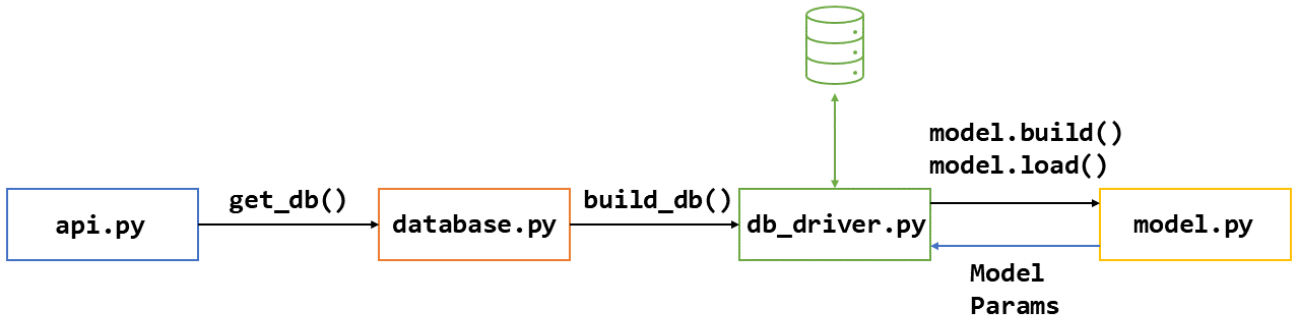 model.build()
model.load()
get_db()
build_db()
api.py
database.py
db_driver.py
model.py
Model
Params